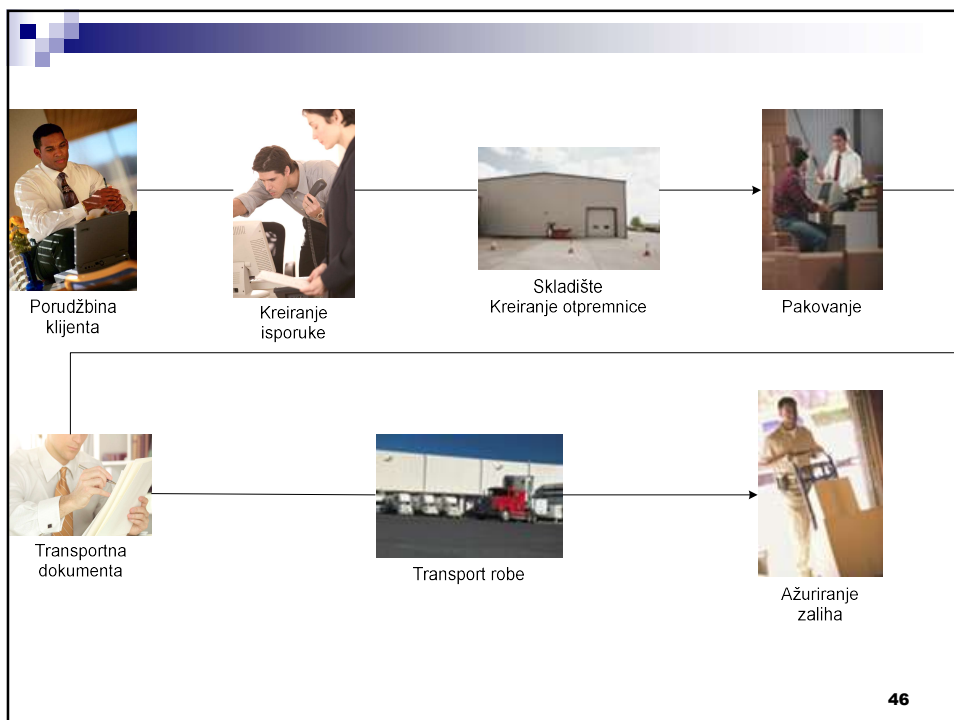 Porudžbina
klijenta
Kreiranje
isporuke
Skladište
Kreiranje otpremnice
Pakovanje
Transportna
dokumenta
Transport robe
Ažuriranje
zaliha
46